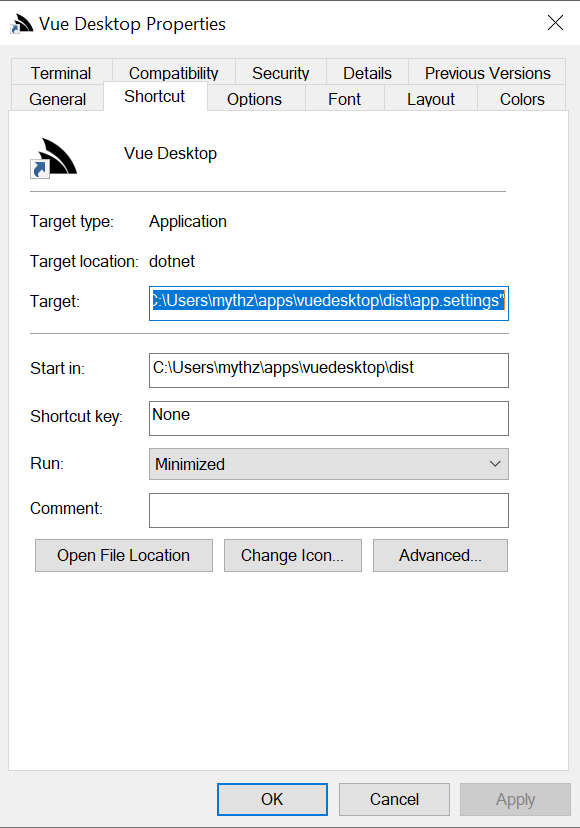 Vue Desktop Properties
Terminal Compatibility Security Details Previous Versions
General Shortcut Options Font Layout Colors
Vue Desktop
Target type: Application
Target location: dotnet
Target: C:\Users\mythz\apps\vuedesktop\dist\app.settings"
Start in: C:\Users\mythz\apps\vuedesktop\dist
Shortcut key: None
Run: Minimized
Comment:
Open File Location Change Icon... Advanced...
OK Cancel Apply